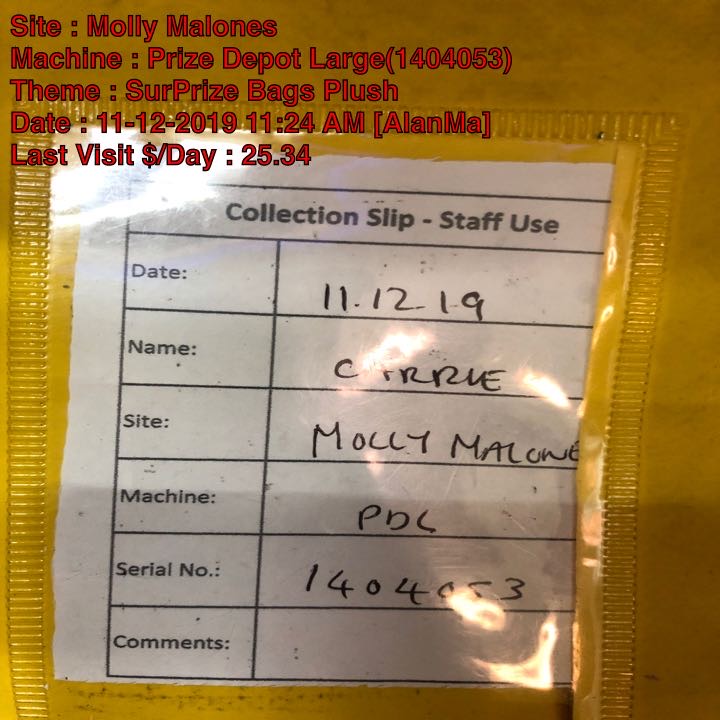 Site : Molly Malones
Machine : Prize Depot Large(1404053)
Theme : SurPrize Bags Plush
Date : 11-12-2019 11:24 AM [AlanMa]
Last Visit $/Day : 25.34
Collection Slip - Staff Use
Date: 11.12.19
Name:
Site: MOLLY MALONE
Machine: PDL
Serial No.: 1404053
Comments: